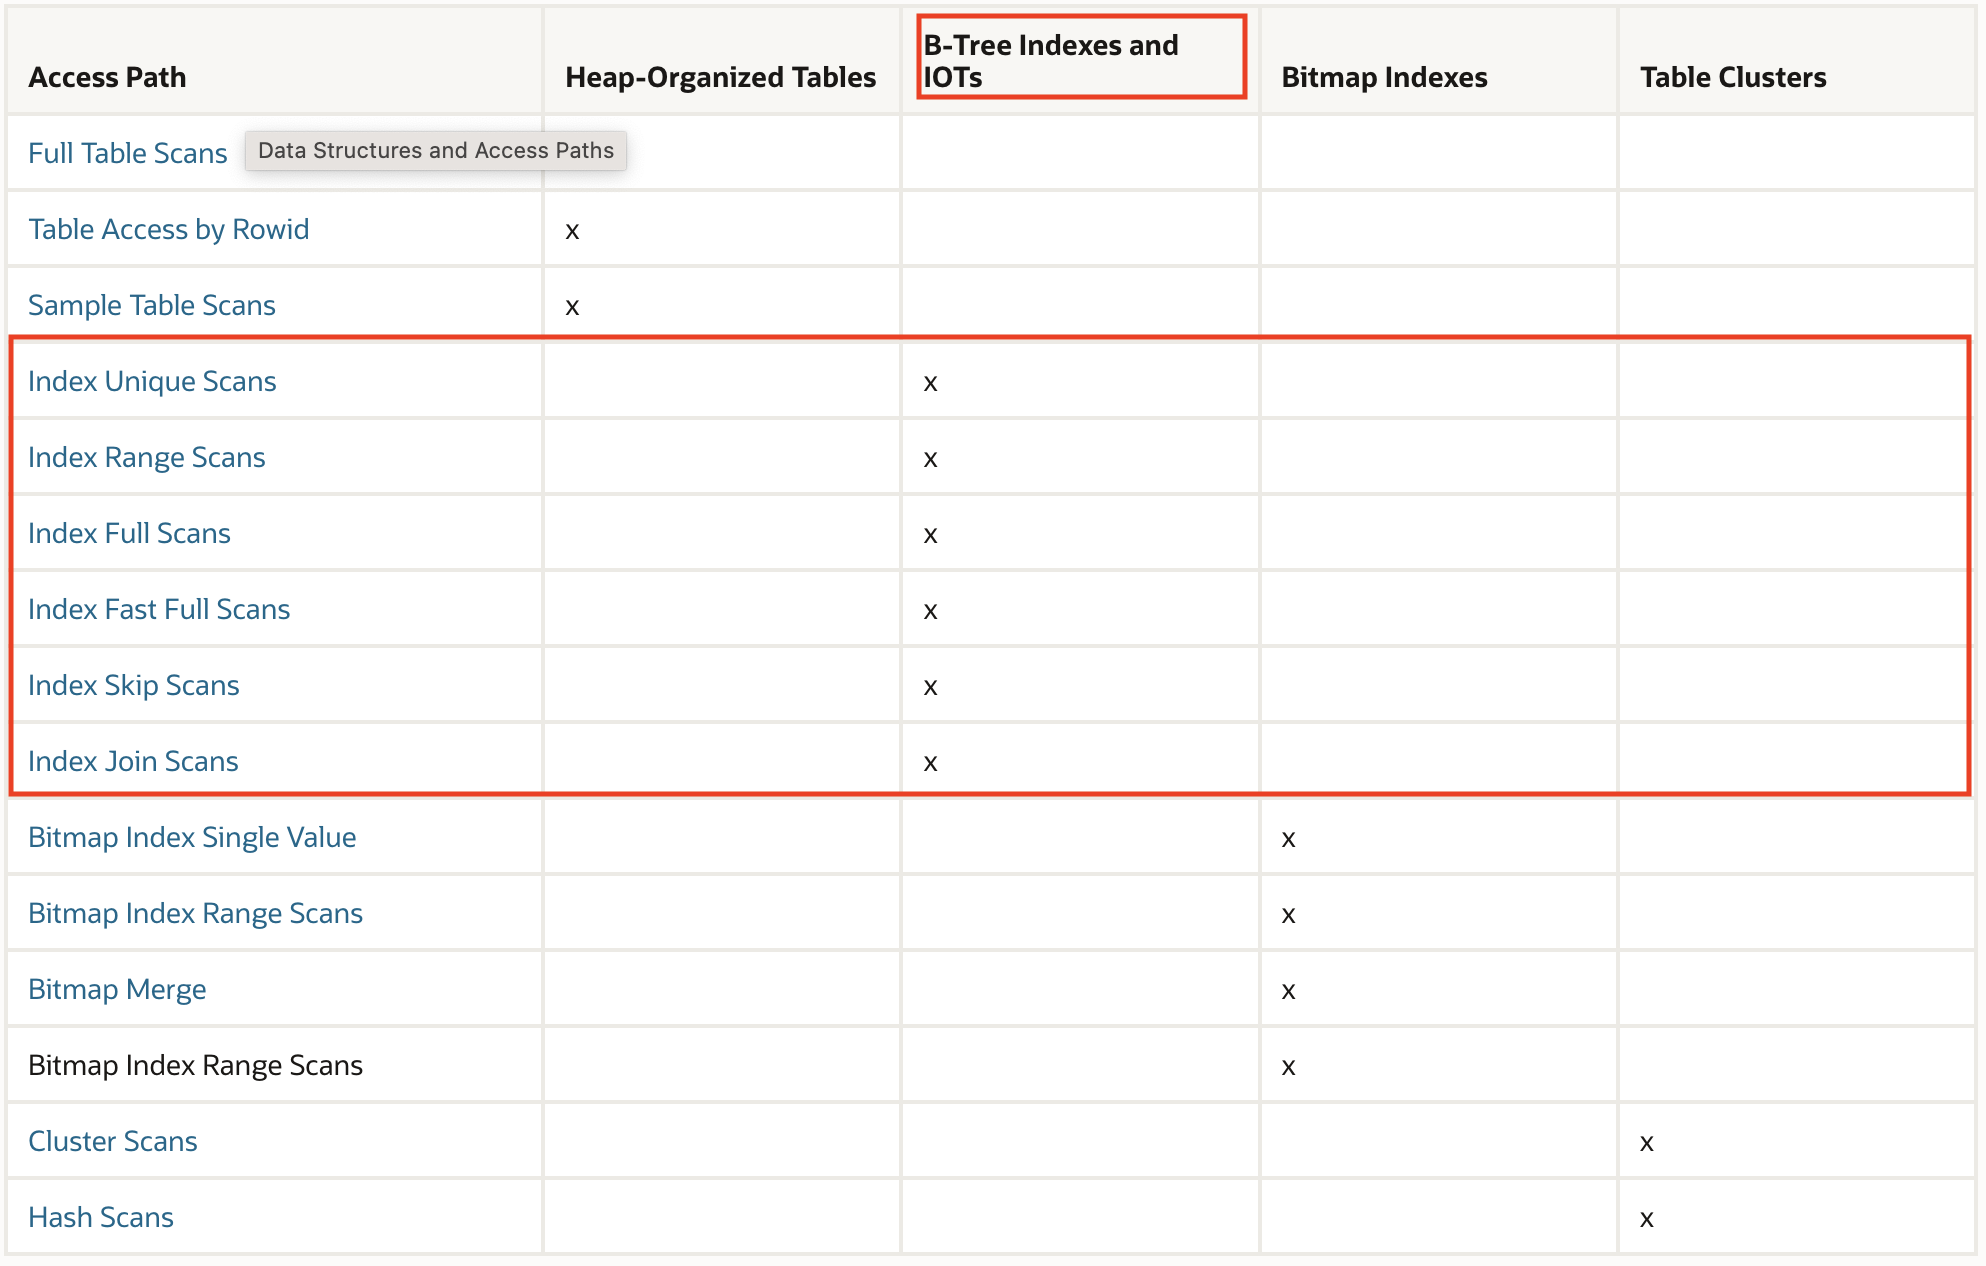 Access Path Heap-Organized Tables B-Tree Indexes and IOTs Bitmap Indexes Table Clusters
Full Table Scans Data Structures and Access Paths
Table Access by Rowid x
Sample Table Scans x
Index Unique Scans x
Index Range Scans x
Index Full Scans x
Index Fast Full Scans x
Index Skip Scans x
Index Join Scans x
Bitmap Index Single Value x
Bitmap Index Range Scans x
Bitmap Merge x
Bitmap Index Range Scans x
Cluster Scans x
Hash Scans x